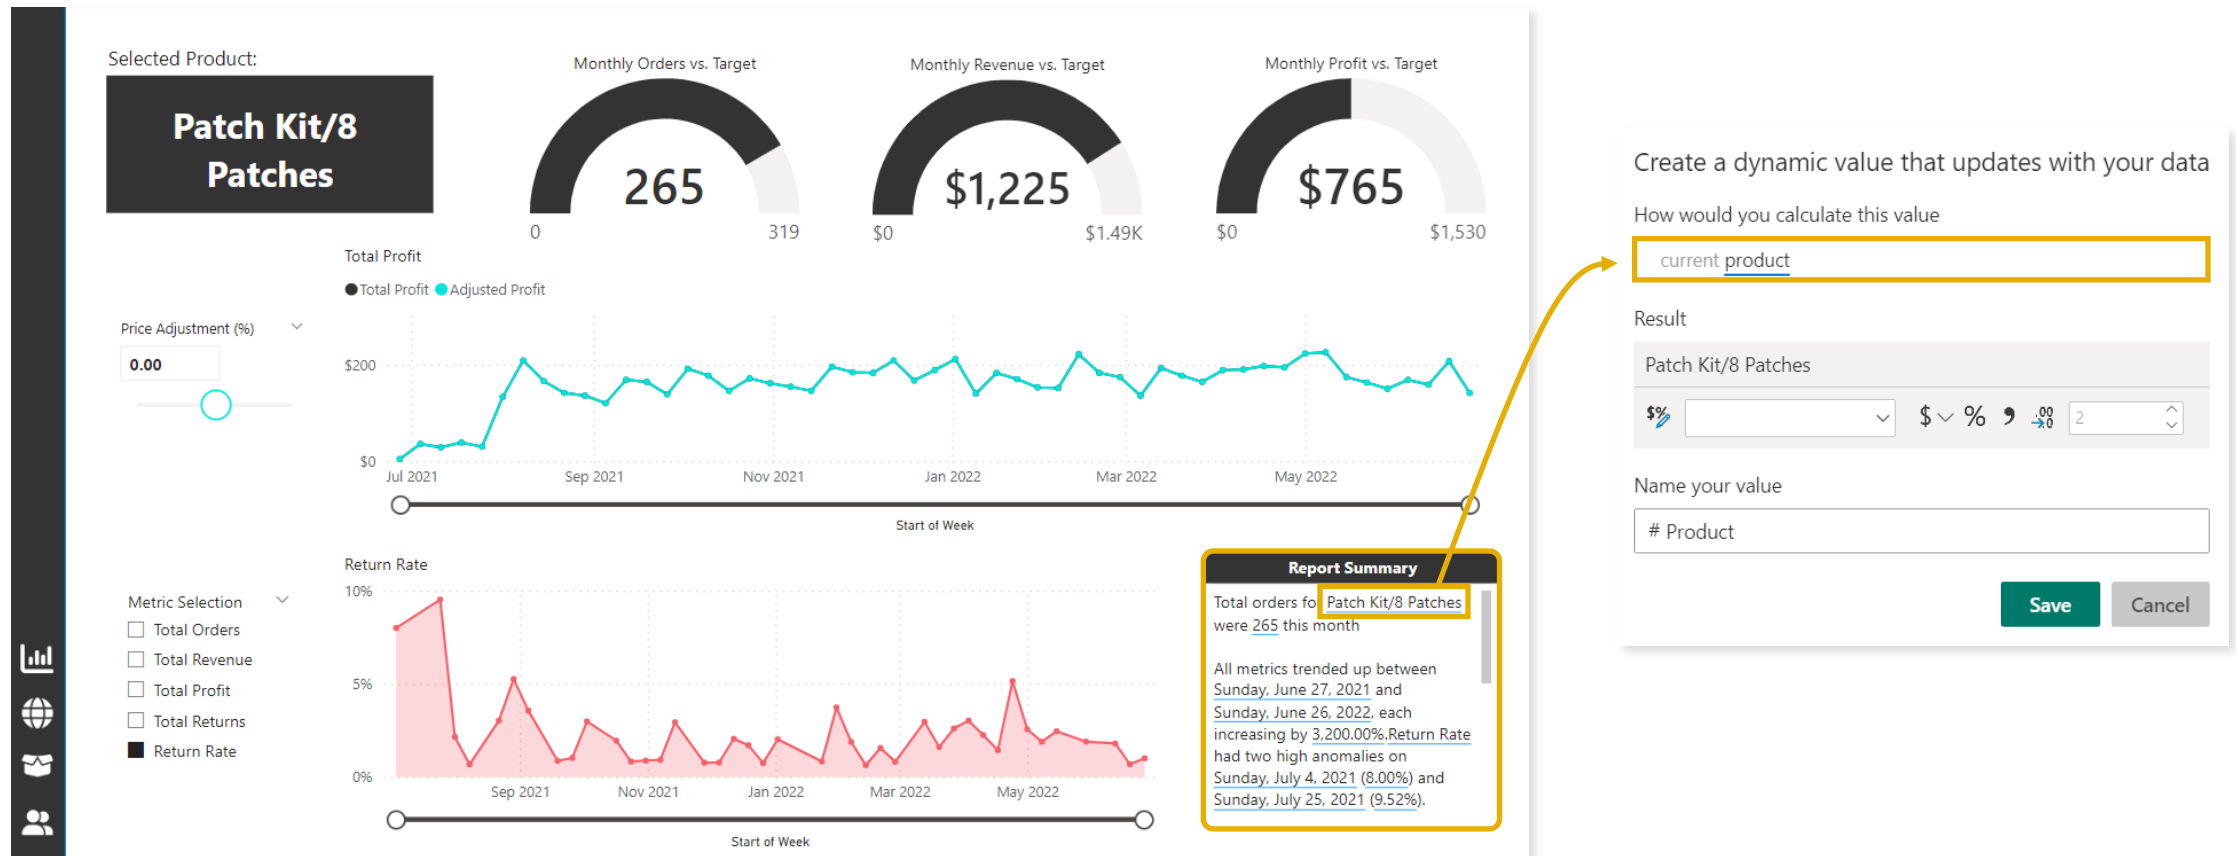 Selected Product:
Patch Kit/8
Patches
Monthly Orders vs. Target
265
0
319
Monthly Revenue vs. Target
$1,225
$0
$1.49K
Monthly Profit vs. Target
$765
$0
$1,530
Total Profit
Total Profit
Adjusted Profit
Price Adjustment (%)
0.00
$200
$0
Jul 2021
Sep 2021
Nov 2021
Jan 2022
Mar 2022
May 2022
Start of Week
Return Rate
Metric Selection
Total Orders
Total Revenue
Total Profit
Total Returns
Return Rate
10%
5%
0%
Sep 2021
Nov 2021
Jan 2022
Mar 2022
May 2022
Start of Week
Report Summary
Total orders fo Patch Kit/8 Patches
were 265 this month
All metrics trended up between
Sunday, June 27, 2021 and
Sunday, June 26, 2022, each
increasing by 3,200.00%.Return Rate
had two high anomalies on
Sunday, July 4, 2021 (8.00%) and
Sunday, July 25, 2021 (9.52%).
Create a dynamic value that updates with your data
How would you calculate this value
current product
Result
Patch Kit/8 Patches
$%
$ % , .00 →.0 2
Name your value
# Product
Save
Cancel